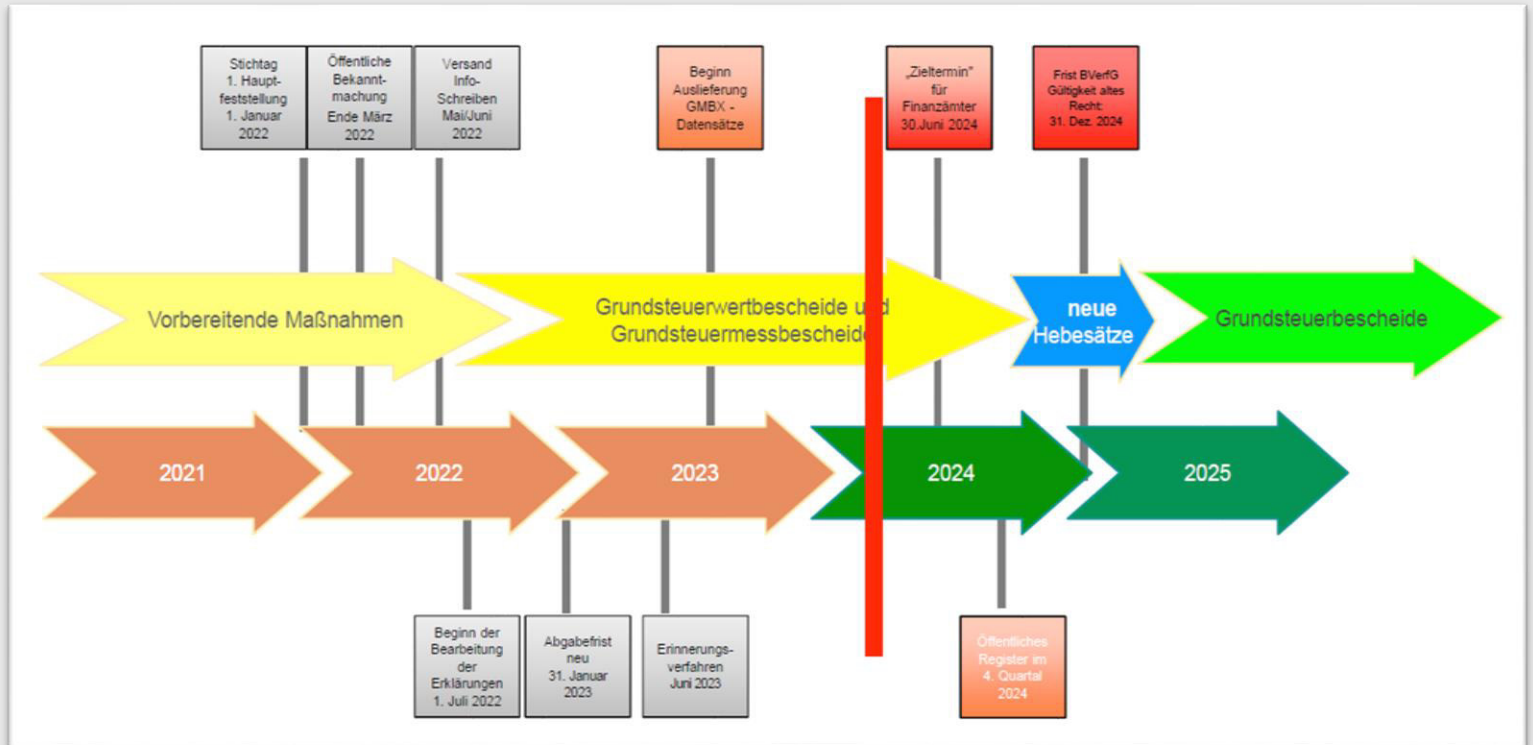 Stichtag
1. Haupt-
feststellung
1. Januar
2022
Öffentliche
Bekannt-
machung
Ende März
2022
Versand
Info-
Schreiben
Mai/Juni
2022
Beginn
Auslieferung
GMBX -
Datensätze
„Zieltermin"
für
Finanzämter
30.Juni 2024
Frist BVerfG
Gültigkeit altes
Recht:
31. Dez. 2024
Vorbereitende Maßnahmen
Grundsteuerwertbescheide und
Grundsteuermessbescheide
neue
Hebesätze
Grundsteuerbescheide
2021
2022
2023
2024
2025
Beginn der
Bearbeitung
der
Erklärungen
1. Juli 2022
Abgabefrist
neu
31. Januar
2023
Erinnerungs-
verfahren
Juni 2023
Öffentliches
Register im
4. Quartal
2024